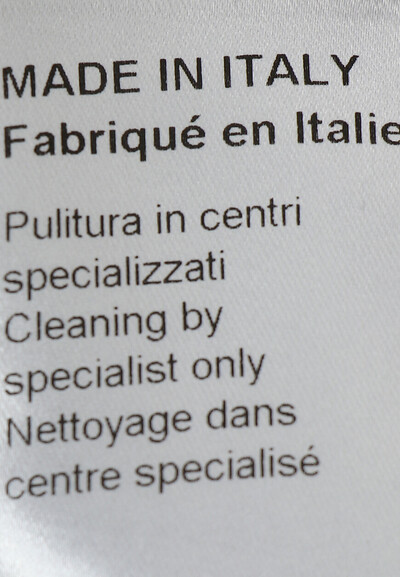 MADE IN ITALY
Fabriqué en Italie
Pulitura in centri
specializzati
Cleaning by
specialist only
Nettoyage dans
centre specialisé